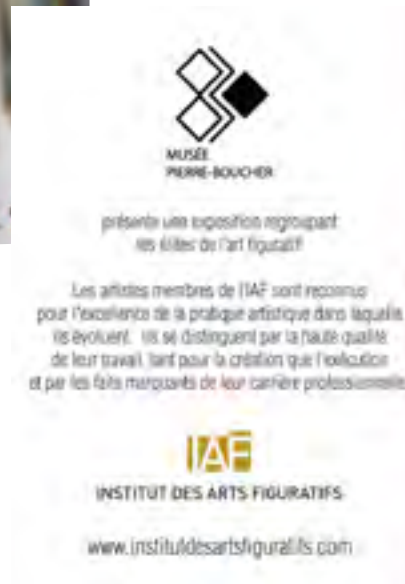 MUSÉE
PIERRE-BOUCHER
présente une exposition regroupant
les élites de l'art figuratif
Les artistes membres de l'IAF sont reconnus
pour l'excellence de la pratique artistique dans laquelle
ils évoluent. Ils se distinguent par la haute qualité
de leur travail, tant pour la création que l'exécution
et par les faits marquants de leur carrière professionnelle
IAF
INSTITUT DES ARTS FIGURATIFS
www.institutdesartsfiguratifs.com